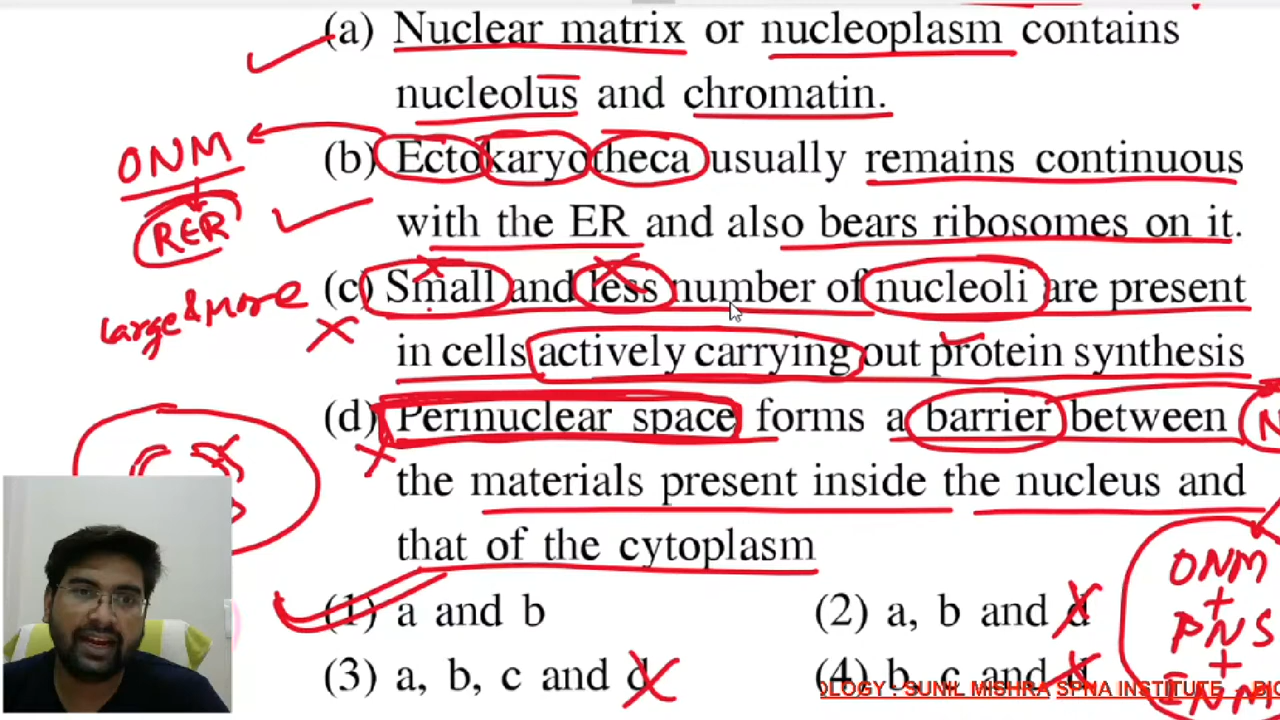 (a) Nuclear matrix or nucleoplasm contains
nucleolus and chromatin.
ONM
(b) Ectokaryotheca usually remains continuous
RER
with the ER and also bears ribosomes on it.
Large & More
(c) Small and less number of nucleoli are present
in cells actively carrying out protein synthesis
(d) Perinuclear space forms a barrier between
N
the materials present inside the nucleus and
that of the cytoplasm
ONM
+
PNS
+
INM
(1) a and b (2) a, b and d
(3) a, b, c and d (4) b, c and d
OLOGY : SUNIL MISHRA SPNA INSTITUTE - BIO